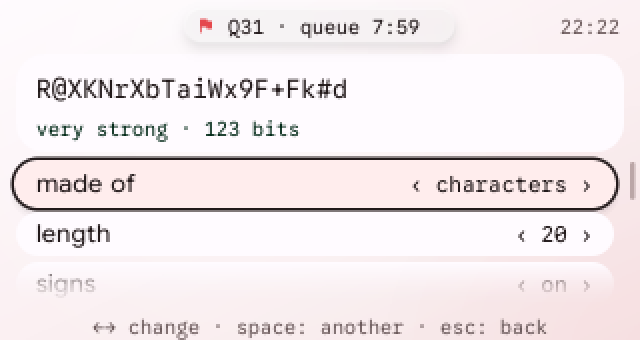 Q31 · queue 7:59
22:22
R@XKNrXbTaiWx9F+Fk#d
very strong · 123 bits
made of ‹ characters ›
length ‹ 20 ›
signs ‹ on ›
↔ change · space: another · esc: back